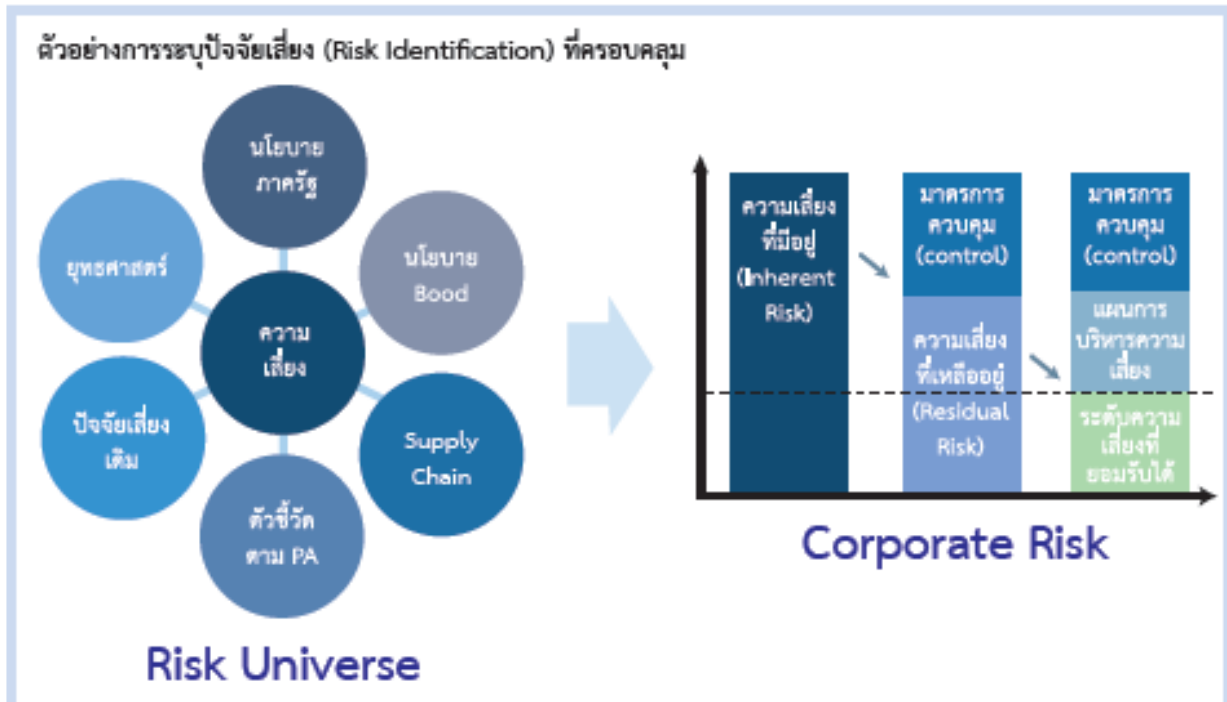 ตัวอย่างการระบุปัจจัยเสี่ยง (Risk Identification) ที่ครอบคลุม
นโยบาย
ภาครัฐ
นโยบาย
Bood
Supply
Chain
ตัวชี้วัด
ตาม PA
ปัจจัยเสี่ยง
เดิม
ยุทธศาสตร์
ความ
เสี่ยง
Risk Universe
ความเสี่ยง
ที่มีอยู่
(Inherent
Risk)
มาตรการ
ควบคุม
(control)
ความเสี่ยง
ที่เหลืออยู่
(Residual
Risk)
มาตรการ
ควบคุม
(control)
แผนการ
บริหารความ
เสี่ยง
ระดับความ
เสี่ยงที่
ยอมรับได้
Corporate Risk